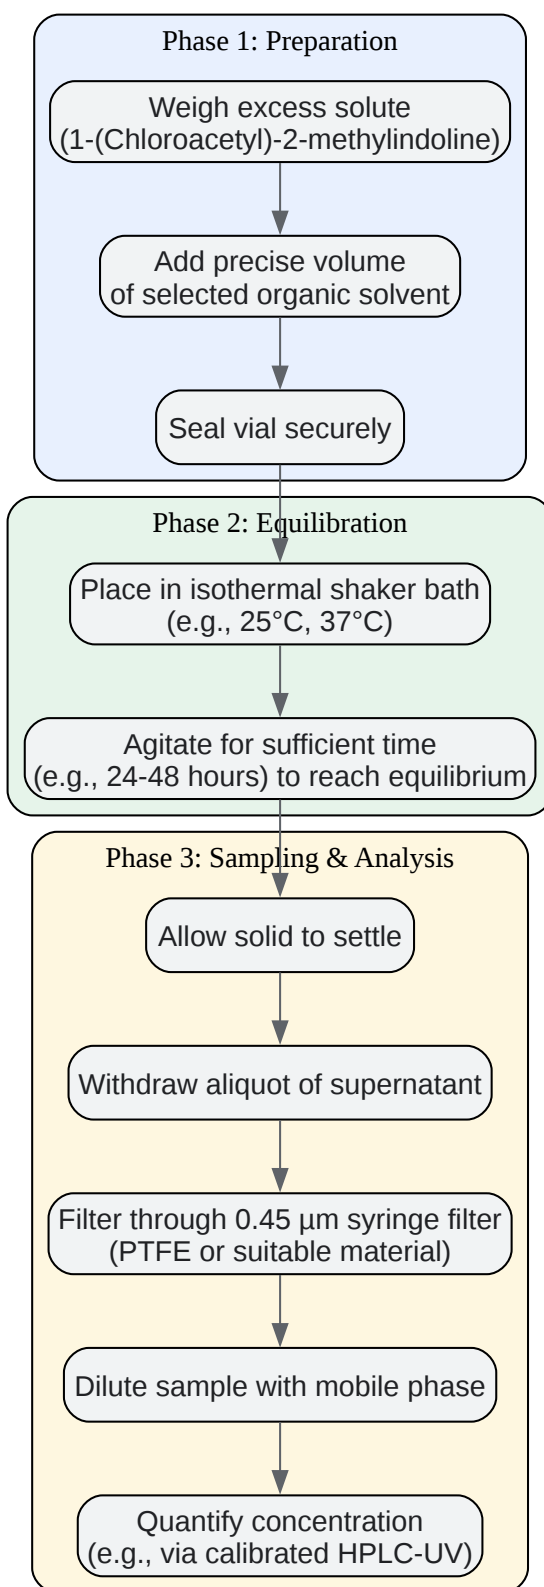 Phase 1: Preparation
Weigh excess solute
(1-(Chloroacetyl)-2-methylindoline)
Add precise volume
of selected organic solvent
Seal vial securely
Phase 2: Equilibration
Place in isothermal shaker bath
(e.g., 25°C, 37°C)
Agitate for sufficient time
(e.g., 24-48 hours) to reach equilibrium
Phase 3: Sampling & Analysis
Allow solid to settle
Withdraw aliquot of supernatant
Filter through 0.45 µm syringe filter
(PTFE or suitable material)
Dilute sample with mobile phase
Quantify concentration
(e.g., via calibrated HPLC-UV)